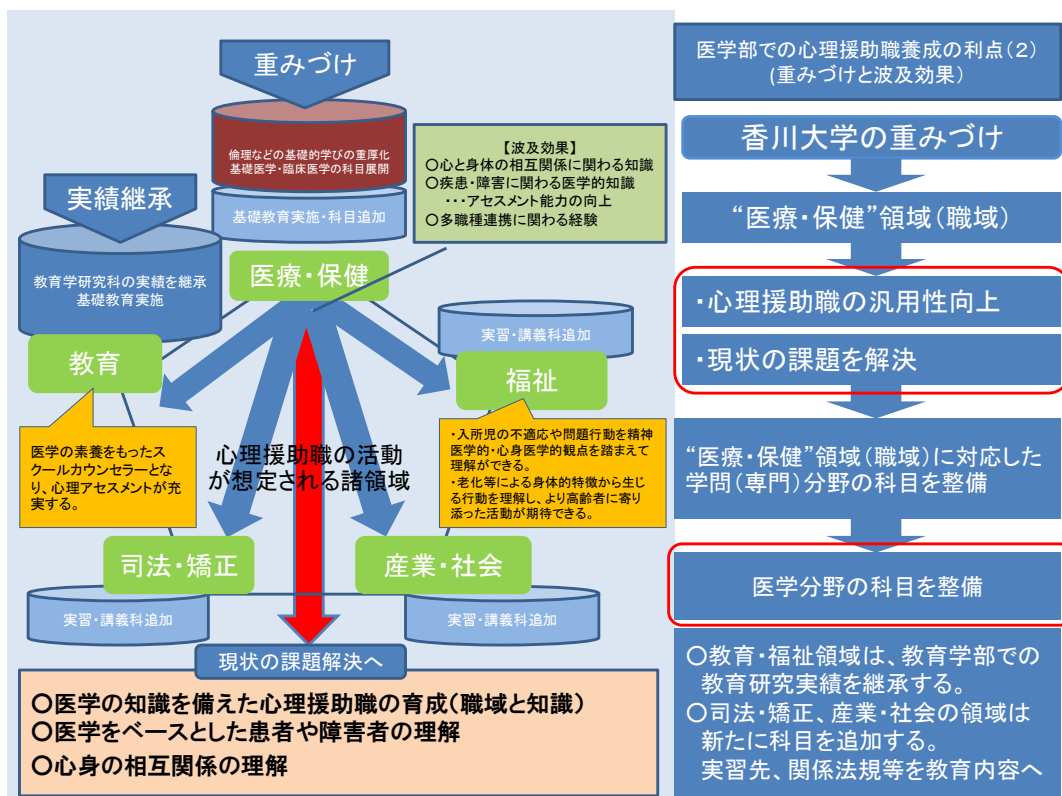 重みづけ
倫理などの基礎的学びの重厚化
基礎医学・臨床医学の科目展開
基礎教育実施・科目追加
【波及効果】
〇心と身体の相互関係に関わる知識
〇疾患・障害に関わる医学的知識
・・・アセスメント能力の向上
〇多職種連携に関わる経験
実績継承
教育学研究科の実績を継承
基礎教育実施
医療・保健
教育
実習・講義科追加
福祉
医学の素養をもったス
クールカウンセラーとな
り、心理アセスメントが充
実する。
心理援助職の活動
が想定される諸領域
・入所児の不適応や問題行動を精神
医学的・心身医学的観点を踏まえて
理解ができる。
・老化等による身体的特徴から生じ
る行動を理解し、より高齢者に寄り
添った活動が期待できる。
司法・矯正
産業・社会
実習・講義科追加
実習・講義科追加
現状の課題解決へ
〇医学の知識を備えた心理援助職の育成(職域と知識)
〇医学をベースとした患者や障害者の理解
〇心身の相互関係の理解
医学部での心理援助職養成の利点(2)
(重みづけと波及効果)
香川大学の重みづけ
“医療・保健”領域(職域)
・心理援助職の汎用性向上
・現状の課題を解決
“医療・保健”領域(職域)に対応した
学問(専門)分野の科目を整備
医学分野の科目を整備
〇教育・福祉領域は、教育学部での
教育研究実績を継承する。
〇司法・矯正、産業・社会の領域は
新たに科目を追加する。
実習先、関係法規等を教育内容へ